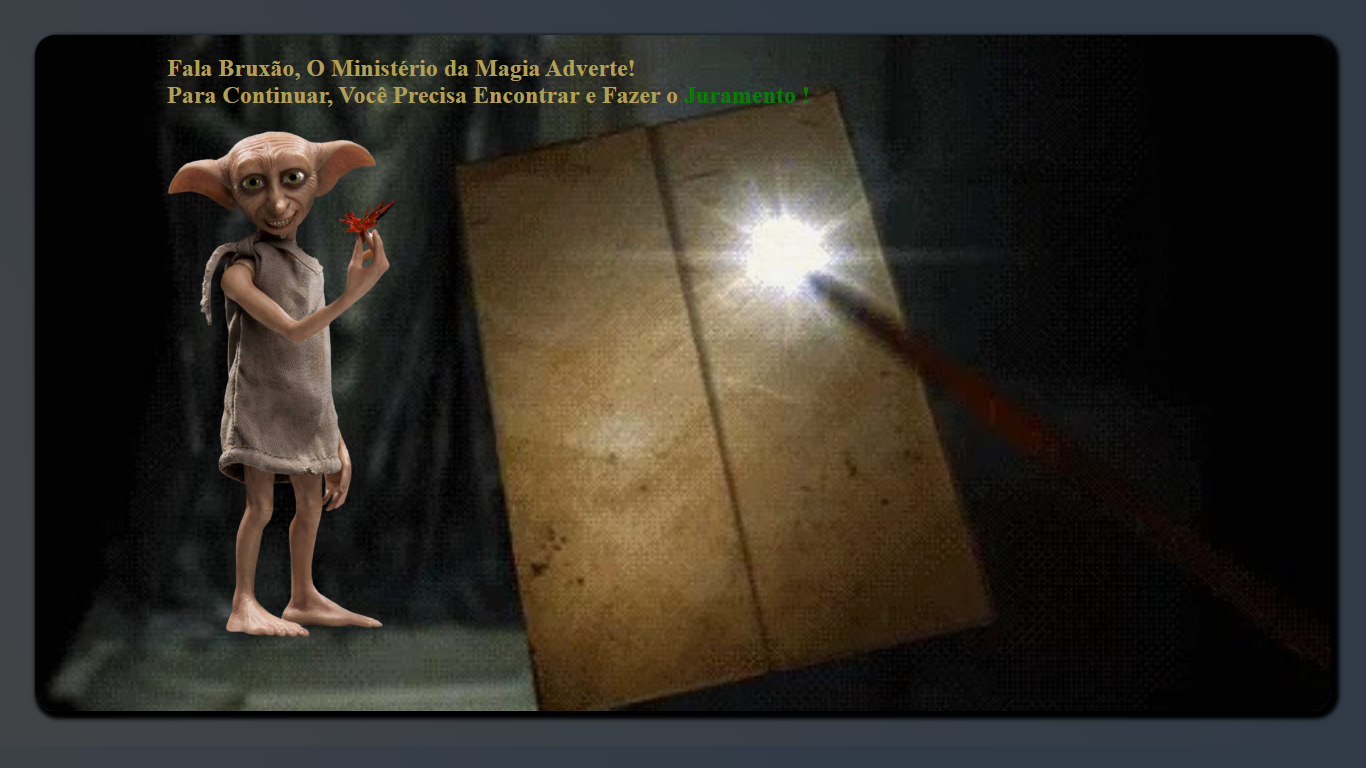 Fala Bruxão, O Ministério da Magia Adverte!
Para Continuar, Você Precisa Encontrar e Fazer o Juramento !